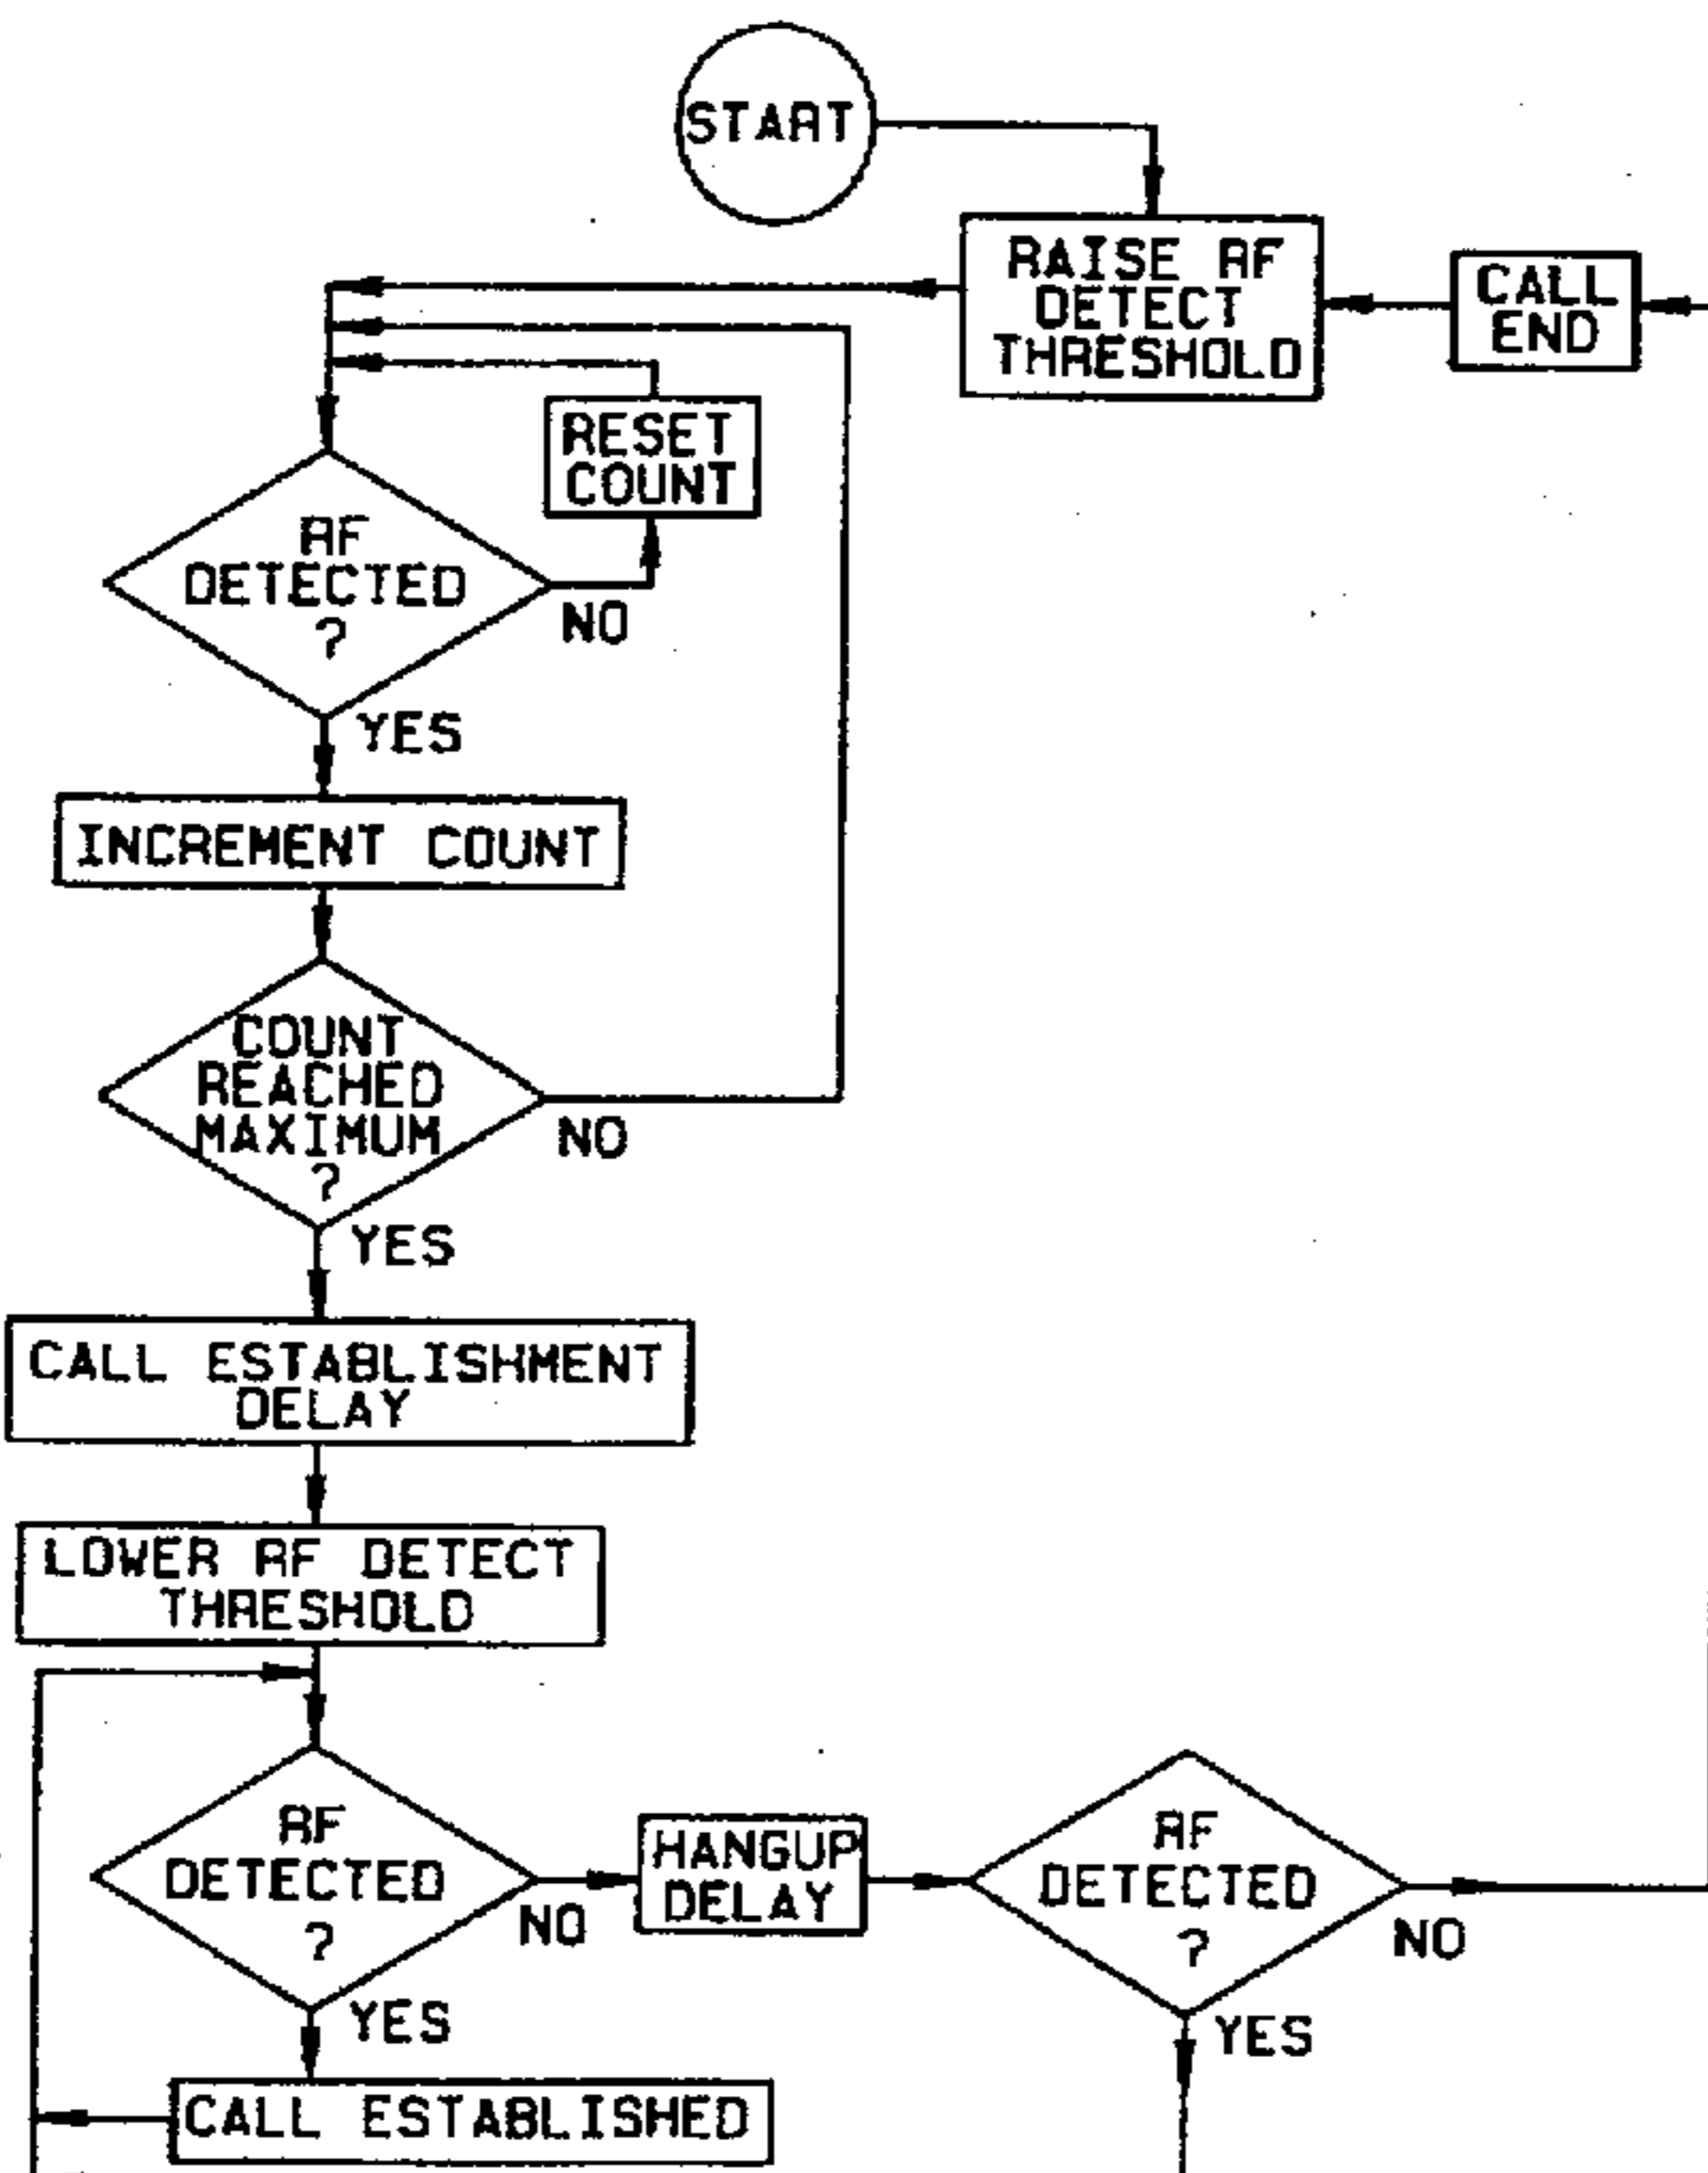 START
RAISE RF
DETECT
THRESHOLD
CALL
END
RESET
COUNT
RF
DETECTED
?
NO
YES
INCREMENT COUNT
COUNT
REACHED
MAXIMUM
?
NO
YES
CALL ESTABLISHMENT
DELAY
LOWER RF DETECT
THRESHOLD
RF
DETECTED
?
NO
YES
HANGUP
DELAY
RF
DETECTED
?
NO
YES
CALL ESTABLISHED